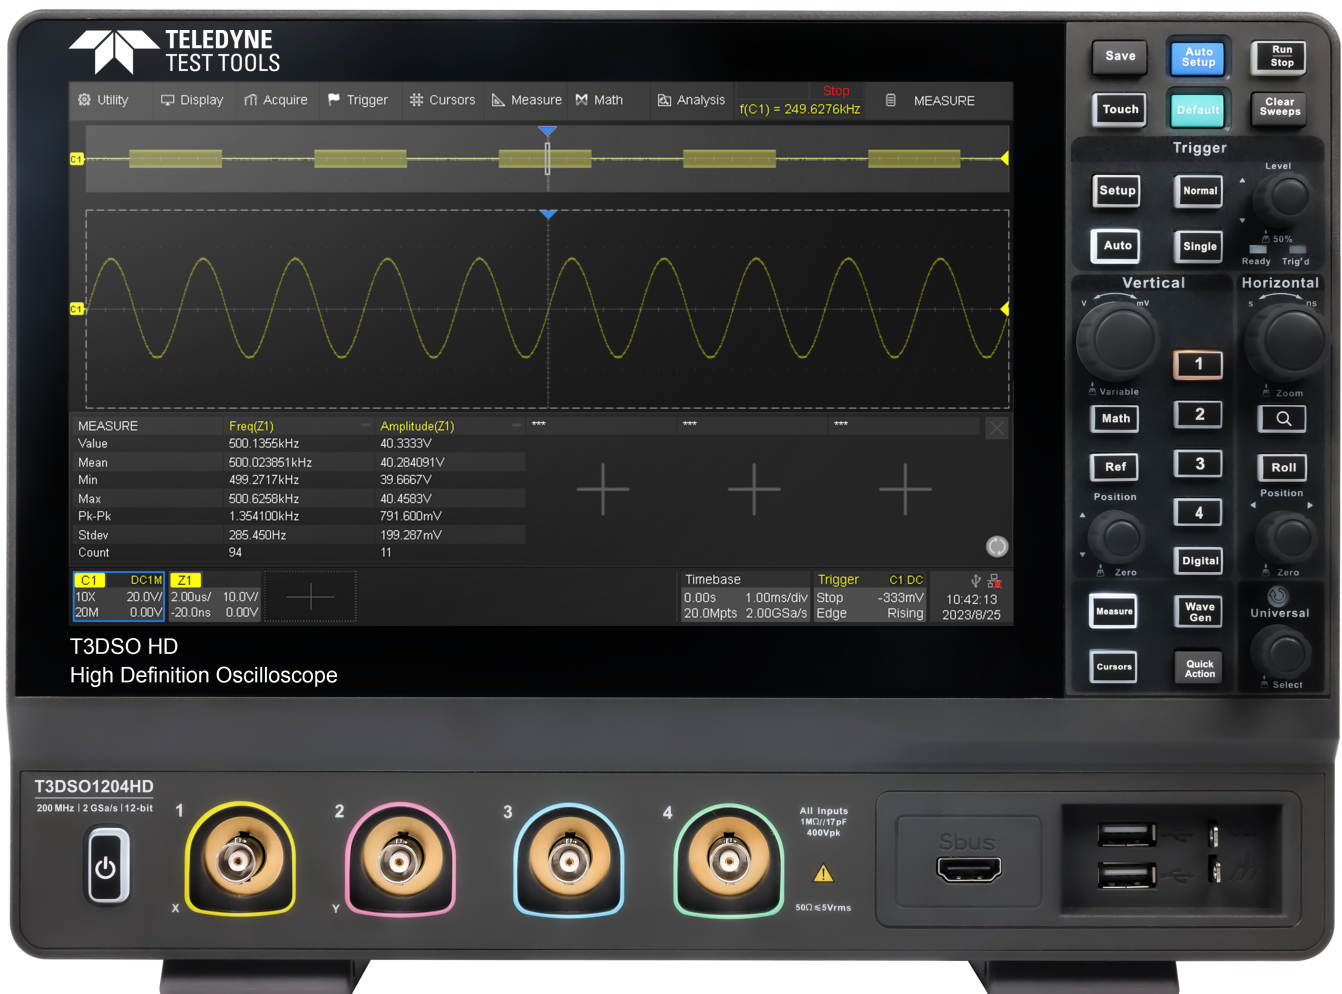 TELEDYNE
TEST TOOLS
Utility Display Acquire Trigger Cursors Measure Math Analysis
Stop
f(C1) = 249.6276kHz
MEASURE
C1
C1
MEASURE Freq(Z1) Amplitude(Z1) *** *** ***
Value 500.1355kHz 40.3333V
Mean 500.023851kHz 40.284091V
Min 499.2717kHz 39.6667V
Max 500.6258kHz 40.4583V
Pk-Pk 1.354100kHz 791.600mV
Stdev 285.450Hz 199.287mV
Count 94 11
C1 DC1M
10X 20.0V/
20M 0.00V
Z1
2.00us/ 10.0V/
-20.0ns 0.00V
Timebase
0.00s 1.00ms/div
20.0Mpts 2.00GSa/s
Trigger C1 DC
Stop -333mV
Edge Rising
10:42:13
2023/8/25
T3DSO HD
High Definition Oscilloscope
Save
Auto
Setup
Run
Stop
Touch
Default
Clear
Sweeps
Trigger
Setup
Normal
Level
Auto
Single
50%
Ready Trig'd
Vertical
V mV
Variable
Math
Ref
Position
Zero
1
2
3
4
Digital
Horizontal
s ns
Zoom
Roll
Position
Zero
Measure
Wave
Gen
Cursors
Quick
Action
Universal
Select
T3DSO1204HD
200 MHz | 2 GSa/s | 12-bit
1
X
2
Y
3
4
All Inputs
1MΩ//17pF
400Vpk
50Ω ≤5Vrms
Sbus